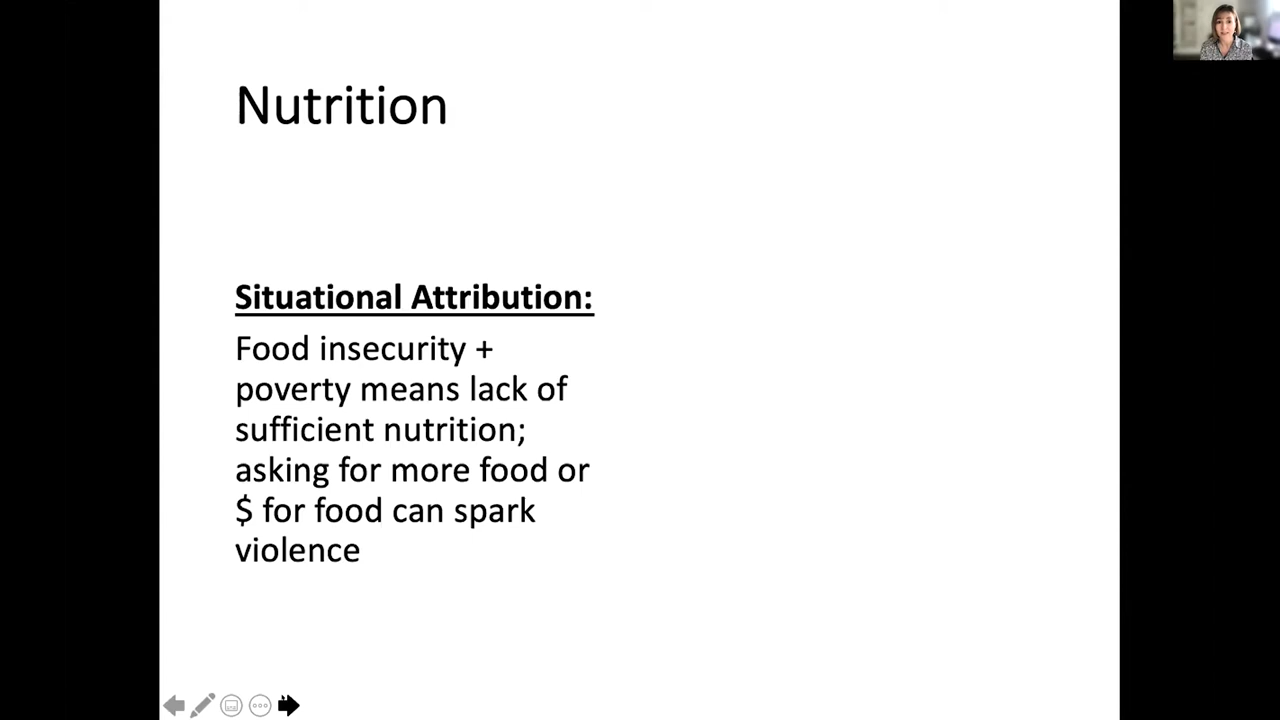 Nutrition
Situational Attribution:
Food insecurity +
poverty means lack of
sufficient nutrition;
asking for more food or
$ for food can spark
violence